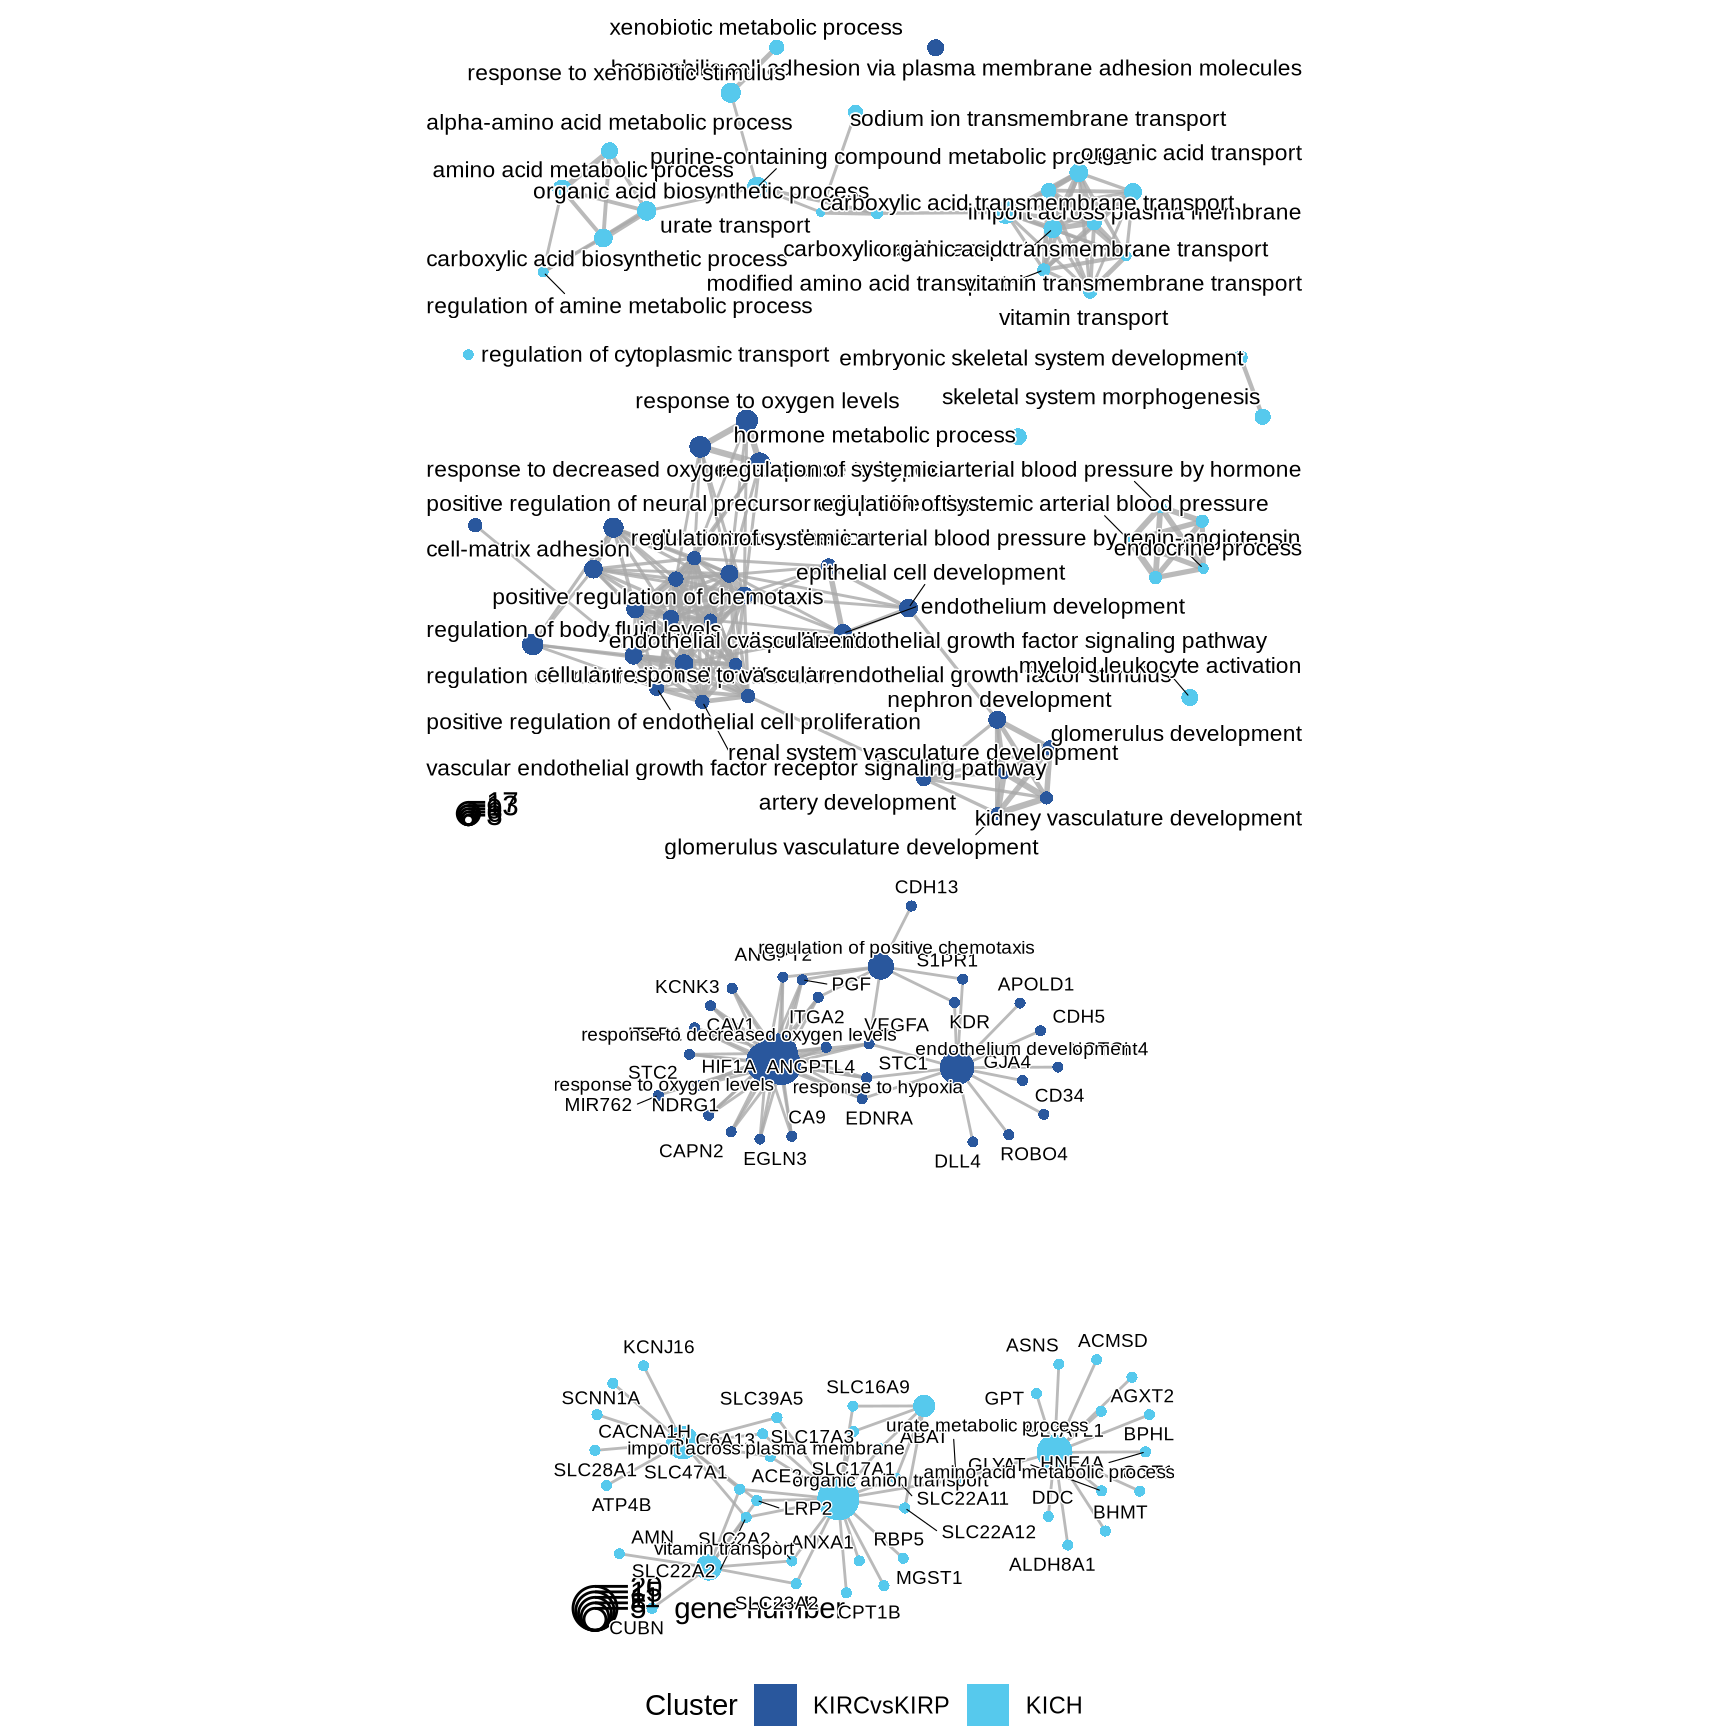 xenobiotic metabolic process
adhesion via plasma membrane adhesion molecules
response to xenobiotic stimulus
sodium ion transmembrane transport
alpha-amino acid metabolic process
purine-containing compound metabolic process
organic acid transport
amino acid metabolic process
organic acid biosynthetic process
carboxylic acid transmembrane transport
import across plasma membrane
urate transport
organic acid transmembrane transport
carboxylic acid biosynthetic process
modified amino acid transport
vitamin transmembrane transport
regulation of amine metabolic process
vitamin transport
regulation of cytoplasmic transport
embryonic skeletal system development
skeletal system morphogenesis
response to oxygen levels
hormone metabolic process
response to decreased oxygen
regulation of systemic arterial blood pressure by hormone
positive regulation of neural precursor
regulation of systemic arterial blood pressure
regulation of systemic arterial blood pressure by renin-angiotensin
cell-matrix adhesion
endocrine process
epithelial cell development
positive regulation of chemotaxis
endothelium development
regulation of body fluid levels
endothelial
vascular endothelial growth factor signaling pathway
myeloid leukocyte activation
regulation
cellular response to vascular endothelial growth factor stimulus
nephron development
positive regulation of endothelial cell proliferation
glomerulus development
renal system vasculature development
vascular endothelial growth factor receptor signaling pathway
artery development
17
kidney vasculature development
glomerulus vasculature development
CDH13
regulation of positive chemotaxis
ANGPT2
S1PR1
KCNK3
PGF
APOLD1
ITGA2
CAV1
VEGFA
KDR
CDH5
response to decreased oxygen levels
endothelium development
HIF1A
ANGPTL4
STC1
GJA4
STC2
response to oxygen levels
response to hypoxia
MIR762
NDRG1
CD34
CA9
EDNRA
CAPN2
EGLN3
DLL4
ROBO4
KCNJ16
ASNS
ACMSD
SCNN1A
SLC39A5
SLC16A9
GPT
AGXT2
CACNA1H
SLC6A13
SLC17A3
urate metabolic process
ABAT
BPHL
import across plasma membrane
SLC28A1
SLC47A1
ACE2
SLC17A1
GLYAT
HNF4A
organic anion transport
amino acid metabolic process
ATP4B
LRP2
SLC22A11
DDC
BHMT
AMN
SLC2A2
ANXA1
RBP5
SLC22A12
vitamin transport
SLC22A2
ALDH8A1
MGST1
gene number
SLC23A2
CPT1B
CUBN
Cluster
KIRCvsKIRP
KICH